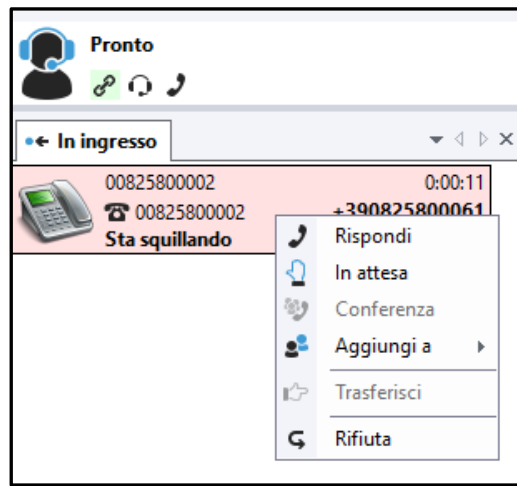 Pronto
In ingresso
00825800002 0:00:11
00825800002 +390825800061
Sta squillando
Rispondi
In attesa
Conferenza
Aggiungi a
Trasferisci
Rifiuta